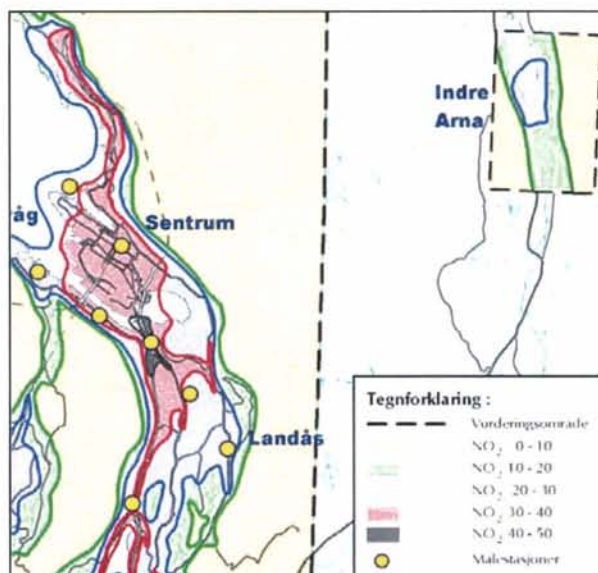 Indre
Arna
åg
Sentrum
Landås
Tegnforklaring :
Vurderingsområde
NO₂ 0 - 10
NO₂ 10 - 20
NO₂ 20 - 30
NO₂ 30 - 40
NO₂ 40 - 50
Målestasjoner